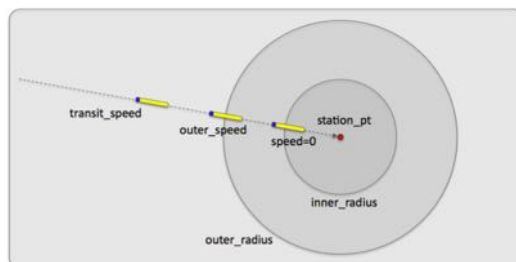 transit_speed
outer_speed
station_pt
speed=0
inner_radius
outer_radius